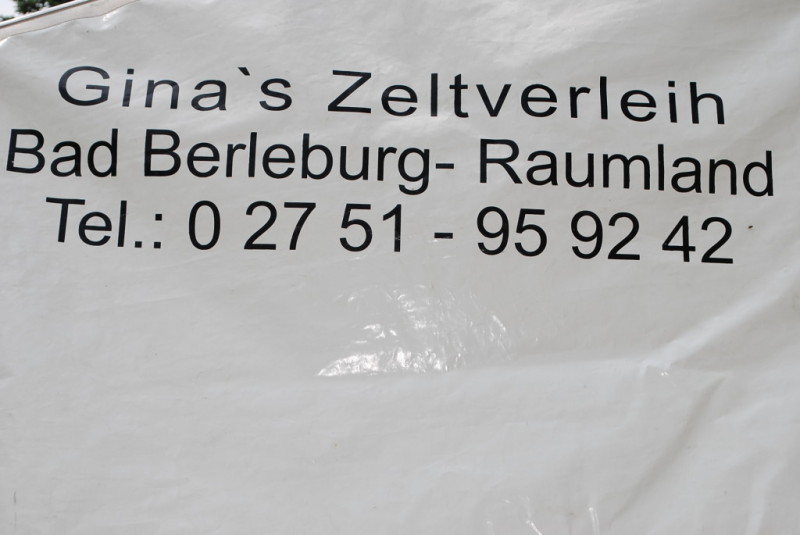 Gina`s Zeltverleih
Bad Berleburg- Raumland
Tel.: 0 27 51 - 95 92 42